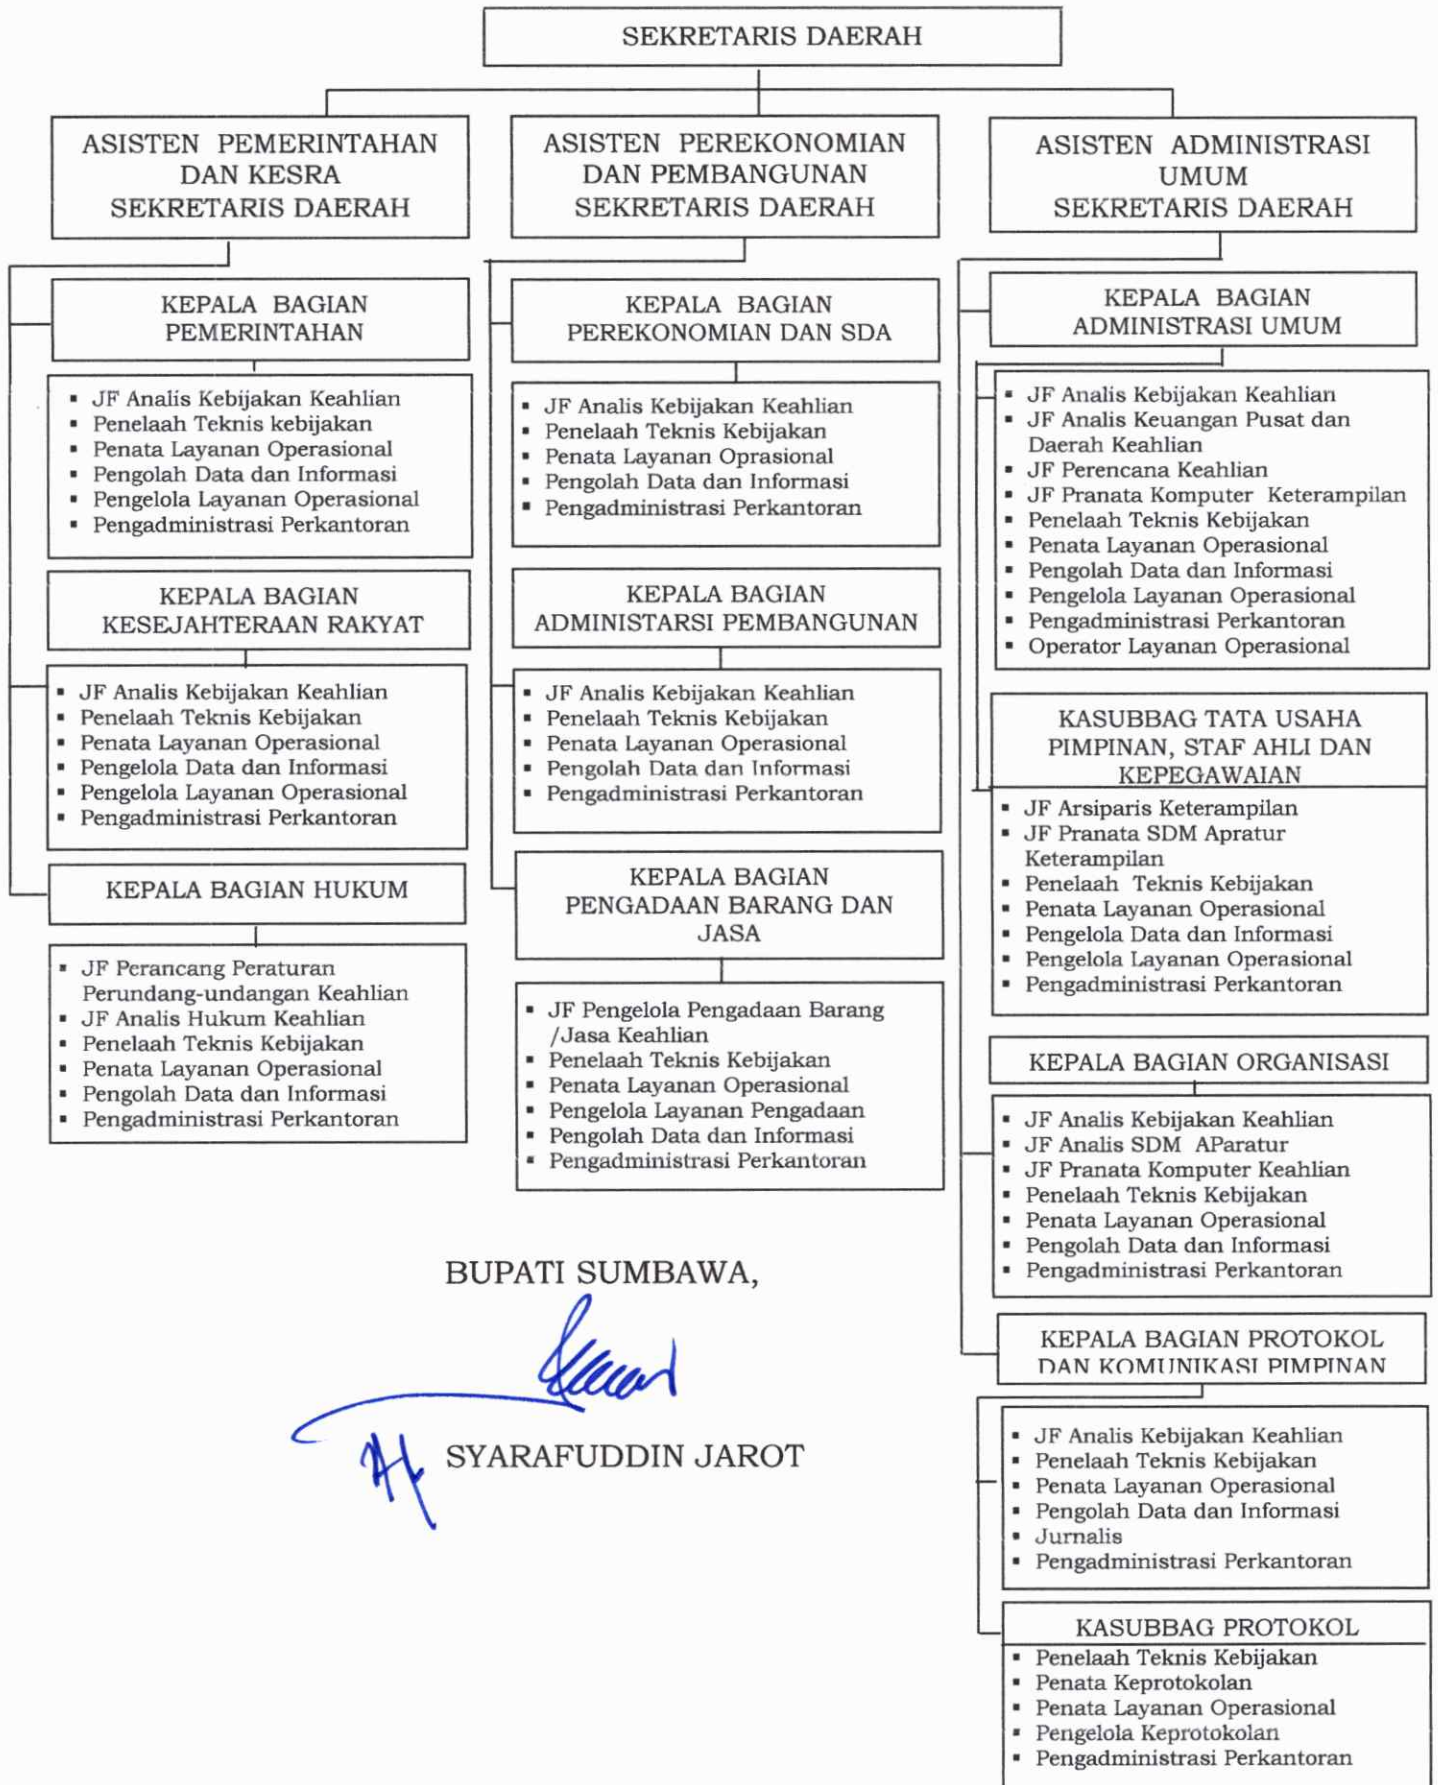 SEKRETARIS DAERAH
ASISTEN PEMERINTAHAN
DAN KESRA
SEKRETARIS DAERAH
KEPALA BAGIAN
PEMERINTAHAN
▪ JF Analis Kebijakan Keahlian
▪ Penelaah Teknis kebijakan
▪ Penata Layanan Operasional
▪ Pengolah Data dan Informasi
▪ Pengelola Layanan Operasional
▪ Pengadministrasi Perkantoran
KEPALA BAGIAN
KESEJAHTERAAN RAKYAT
▪ JF Analis Kebijakan Keahlian
▪ Penelaah Teknis Kebijakan
▪ Penata Layanan Operasional
▪ Pengelola Data dan Informasi
▪ Pengelola Layanan Operasional
▪ Pengadministrasi Perkantoran
KEPALA BAGIAN HUKUM
▪ JF Perancang Peraturan
Perundang-undangan Keahlian
▪ JF Analis Hukum Keahlian
▪ Penelaah Teknis Kebijakan
▪ Penata Layanan Operasional
▪ Pengolah Data dan Informasi
▪ Pengadministrasi Perkantoran
ASISTEN PEREKONOMIAN
DAN PEMBANGUNAN
SEKRETARIS DAERAH
KEPALA BAGIAN
PEREKONOMIAN DAN SDA
▪ JF Analis Kebijakan Keahlian
▪ Penelaah Teknis Kebijakan
▪ Penata Layanan Oprasional
▪ Pengolah Data dan Informasi
▪ Pengadministrasi Perkantoran
KEPALA BAGIAN
ADMINISTARSI PEMBANGUNAN
▪ JF Analis Kebijakan Keahlian
▪ Penelaah Teknis Kebijakan
▪ Penata Layanan Operasional
▪ Pengolah Data dan Informasi
▪ Pengadministrasi Perkantoran
KEPALA BAGIAN
PENGADAAN BARANG DAN
JASA
▪ JF Pengelola Pengadaan Barang
/Jasa Keahlian
▪ Penelaah Teknis Kebijakan
▪ Penata Layanan Operasional
▪ Pengelola Layanan Pengadaan
▪ Pengolah Data dan Informasi
▪ Pengadministrasi Perkantoran
ASISTEN ADMINISTRASI
UMUM
SEKRETARIS DAERAH
KEPALA BAGIAN
ADMINISTRASI UMUM
▪ JF Analis Kebijakan Keahlian
▪ JF Analis Keuangan Pusat dan
Daerah Keahlian
▪ JF Perencana Keahlian
▪ JF Pranata Komputer Keterampilan
▪ Penelaah Teknis Kebijakan
▪ Penata Layanan Operasional
▪ Pengolah Data dan Informasi
▪ Pengelola Layanan Operasional
▪ Pengadministrasi Perkantoran
▪ Operator Layanan Operasional
KASUBBAG TATA USAHA
PIMPINAN, STAF AHLI DAN
KEPEGAWAIAN
▪ JF Arsiparis Keterampilan
▪ JF Pranata SDM Apratur
Keterampilan
▪ Penelaah Teknis Kebijakan
▪ Penata Layanan Operasional
▪ Pengelola Data dan Informasi
▪ Pengelola Layanan Operasional
▪ Pengadministrasi Perkantoran
KEPALA BAGIAN ORGANISASI
▪ JF Analis Kebijakan Keahlian
▪ JF Analis SDM AParatur
▪ JF Pranata Komputer Keahlian
▪ Penelaah Teknis Kebijakan
▪ Penata Layanan Operasional
▪ Pengolah Data dan Informasi
▪ Pengadministrasi Perkantoran
KEPALA BAGIAN PROTOKOL
DAN KOMUNIKASI PIMPINAN
▪ JF Analis Kebijakan Keahlian
▪ Penelaah Teknis Kebijakan
▪ Penata Layanan Operasional
▪ Pengolah Data dan Informasi
▪ Jurnalis
▪ Pengadministrasi Perkantoran
KASUBBAG PROTOKOL
▪ Penelaah Teknis Kebijakan
▪ Penata Keprotokolan
▪ Penata Layanan Operasional
▪ Pengelola Keprotokolan
▪ Pengadministrasi Perkantoran
BUPATI SUMBAWA,
SYARAFUDDIN JAROT